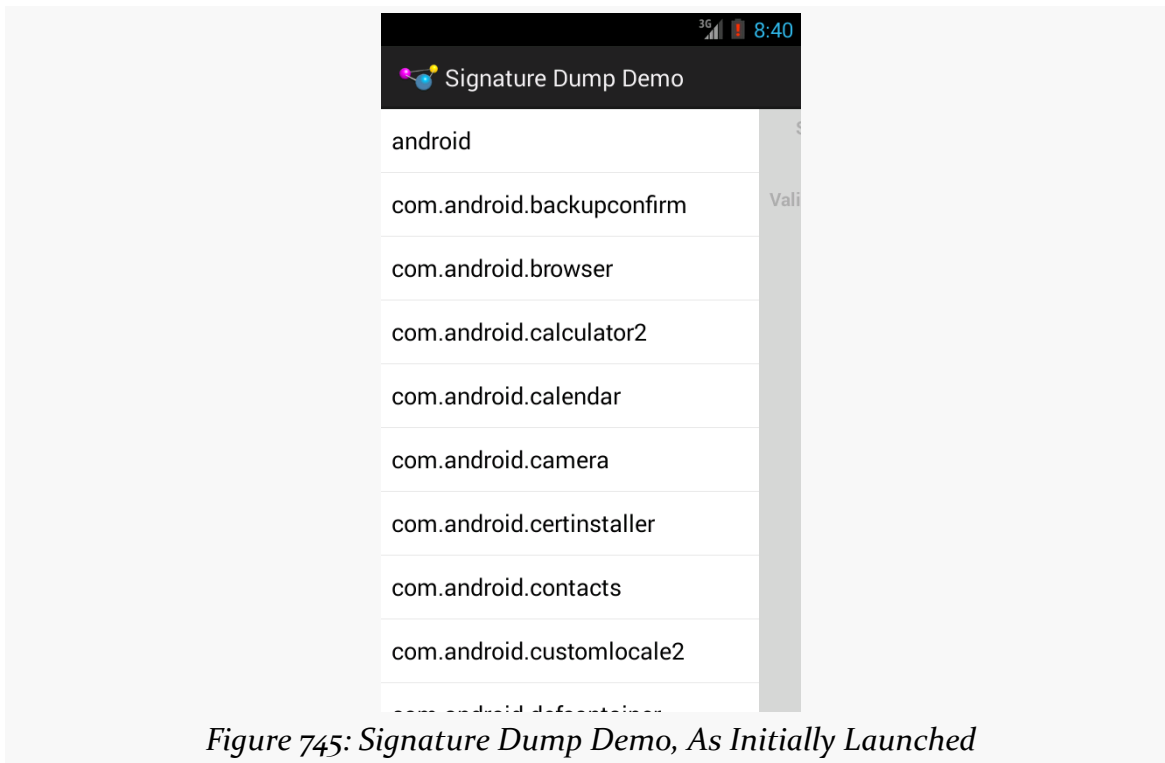 3G 8:40
Signature Dump Demo
android
com.android.backupconfirm
Vali
com.android.browser
com.android.calculator2
com.android.calendar
com.android.camera
com.android.certinstaller
com.android.contacts
com.android.customlocale2
Figure 745: Signature Dump Demo, As Initially Launched